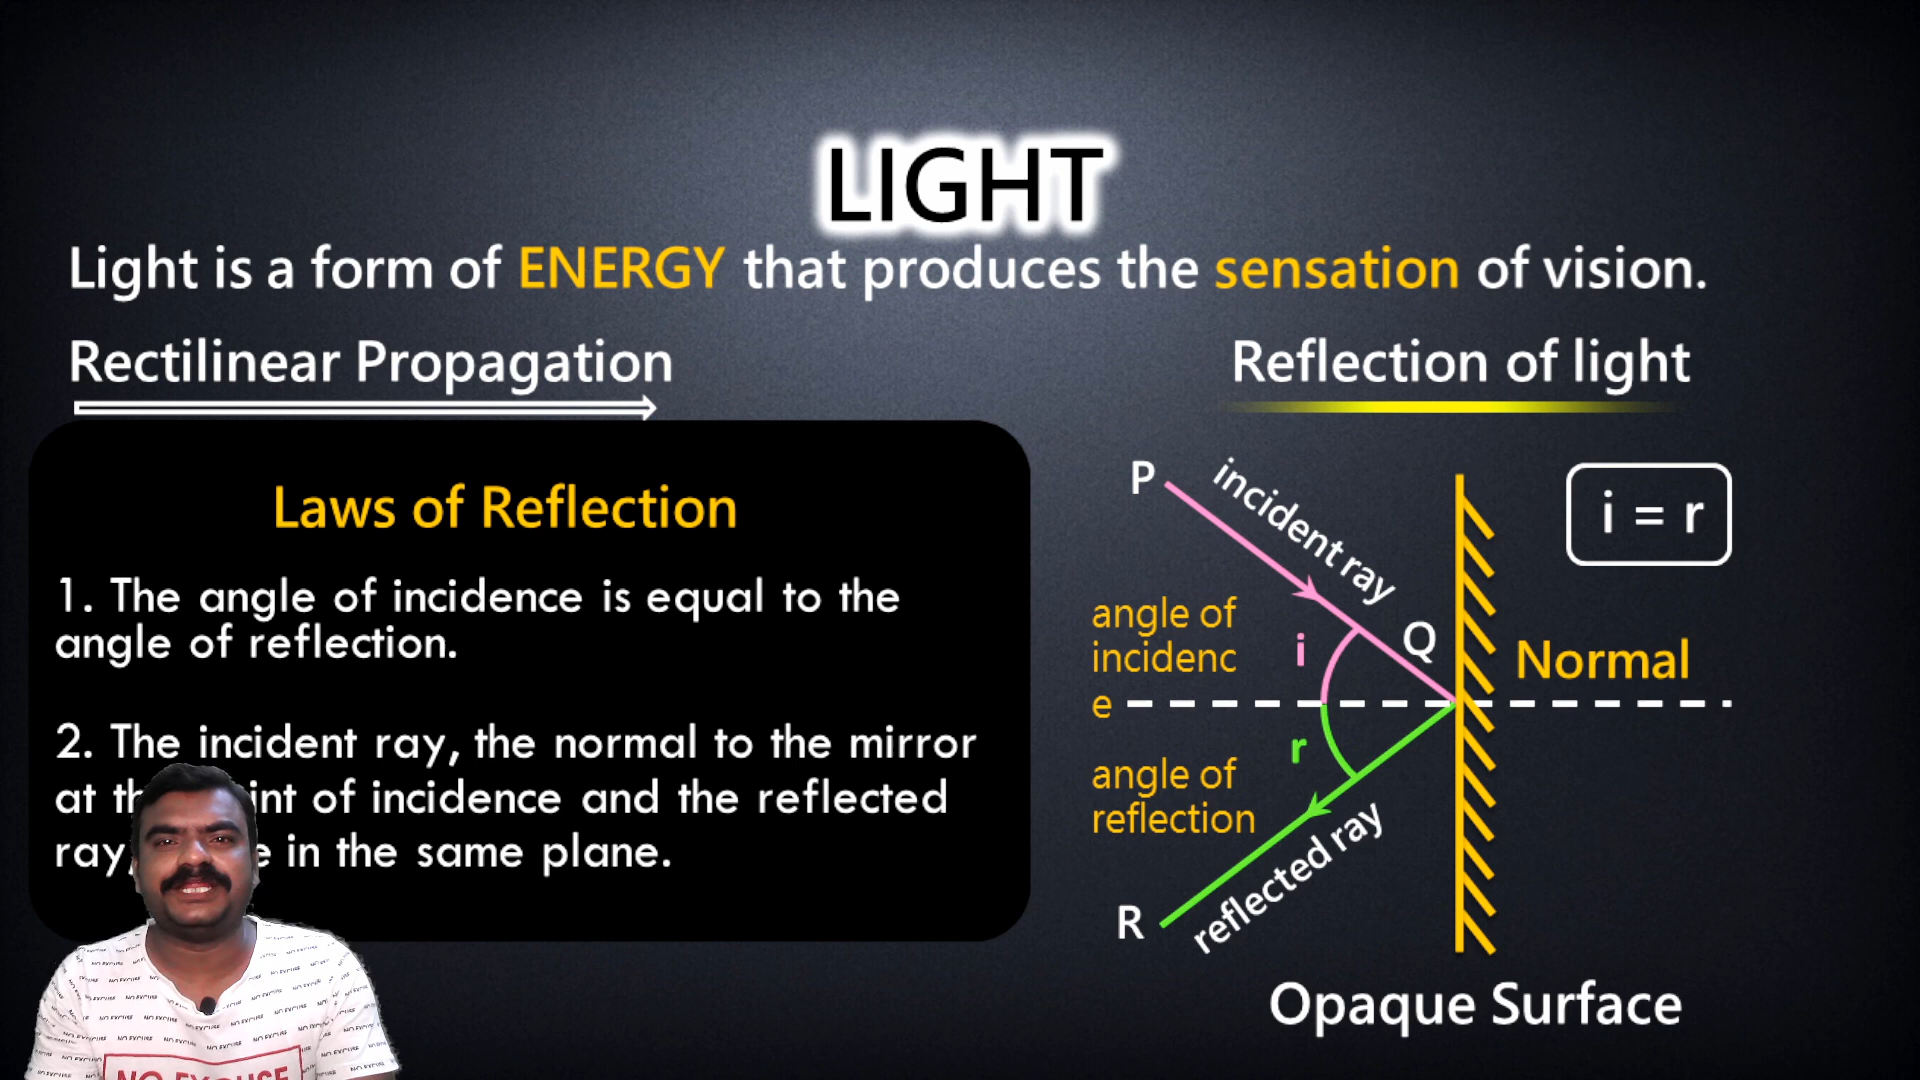 LIGHT
Light is a form of ENERGY that produces the sensation of vision.
Rectilinear Propagation
Reflection of light
Laws of Reflection
1. The angle of incidence is equal to the
angle of reflection.
2. The incident ray, the normal to the mirror
at of incidence and the reflected
ray, in the same plane.
P
incident ray
i = r
angle of
incidenc
e
i
Q
Normal
r
angle of
reflection
R
reflected ray
Opaque Surface
NO EXCUSE